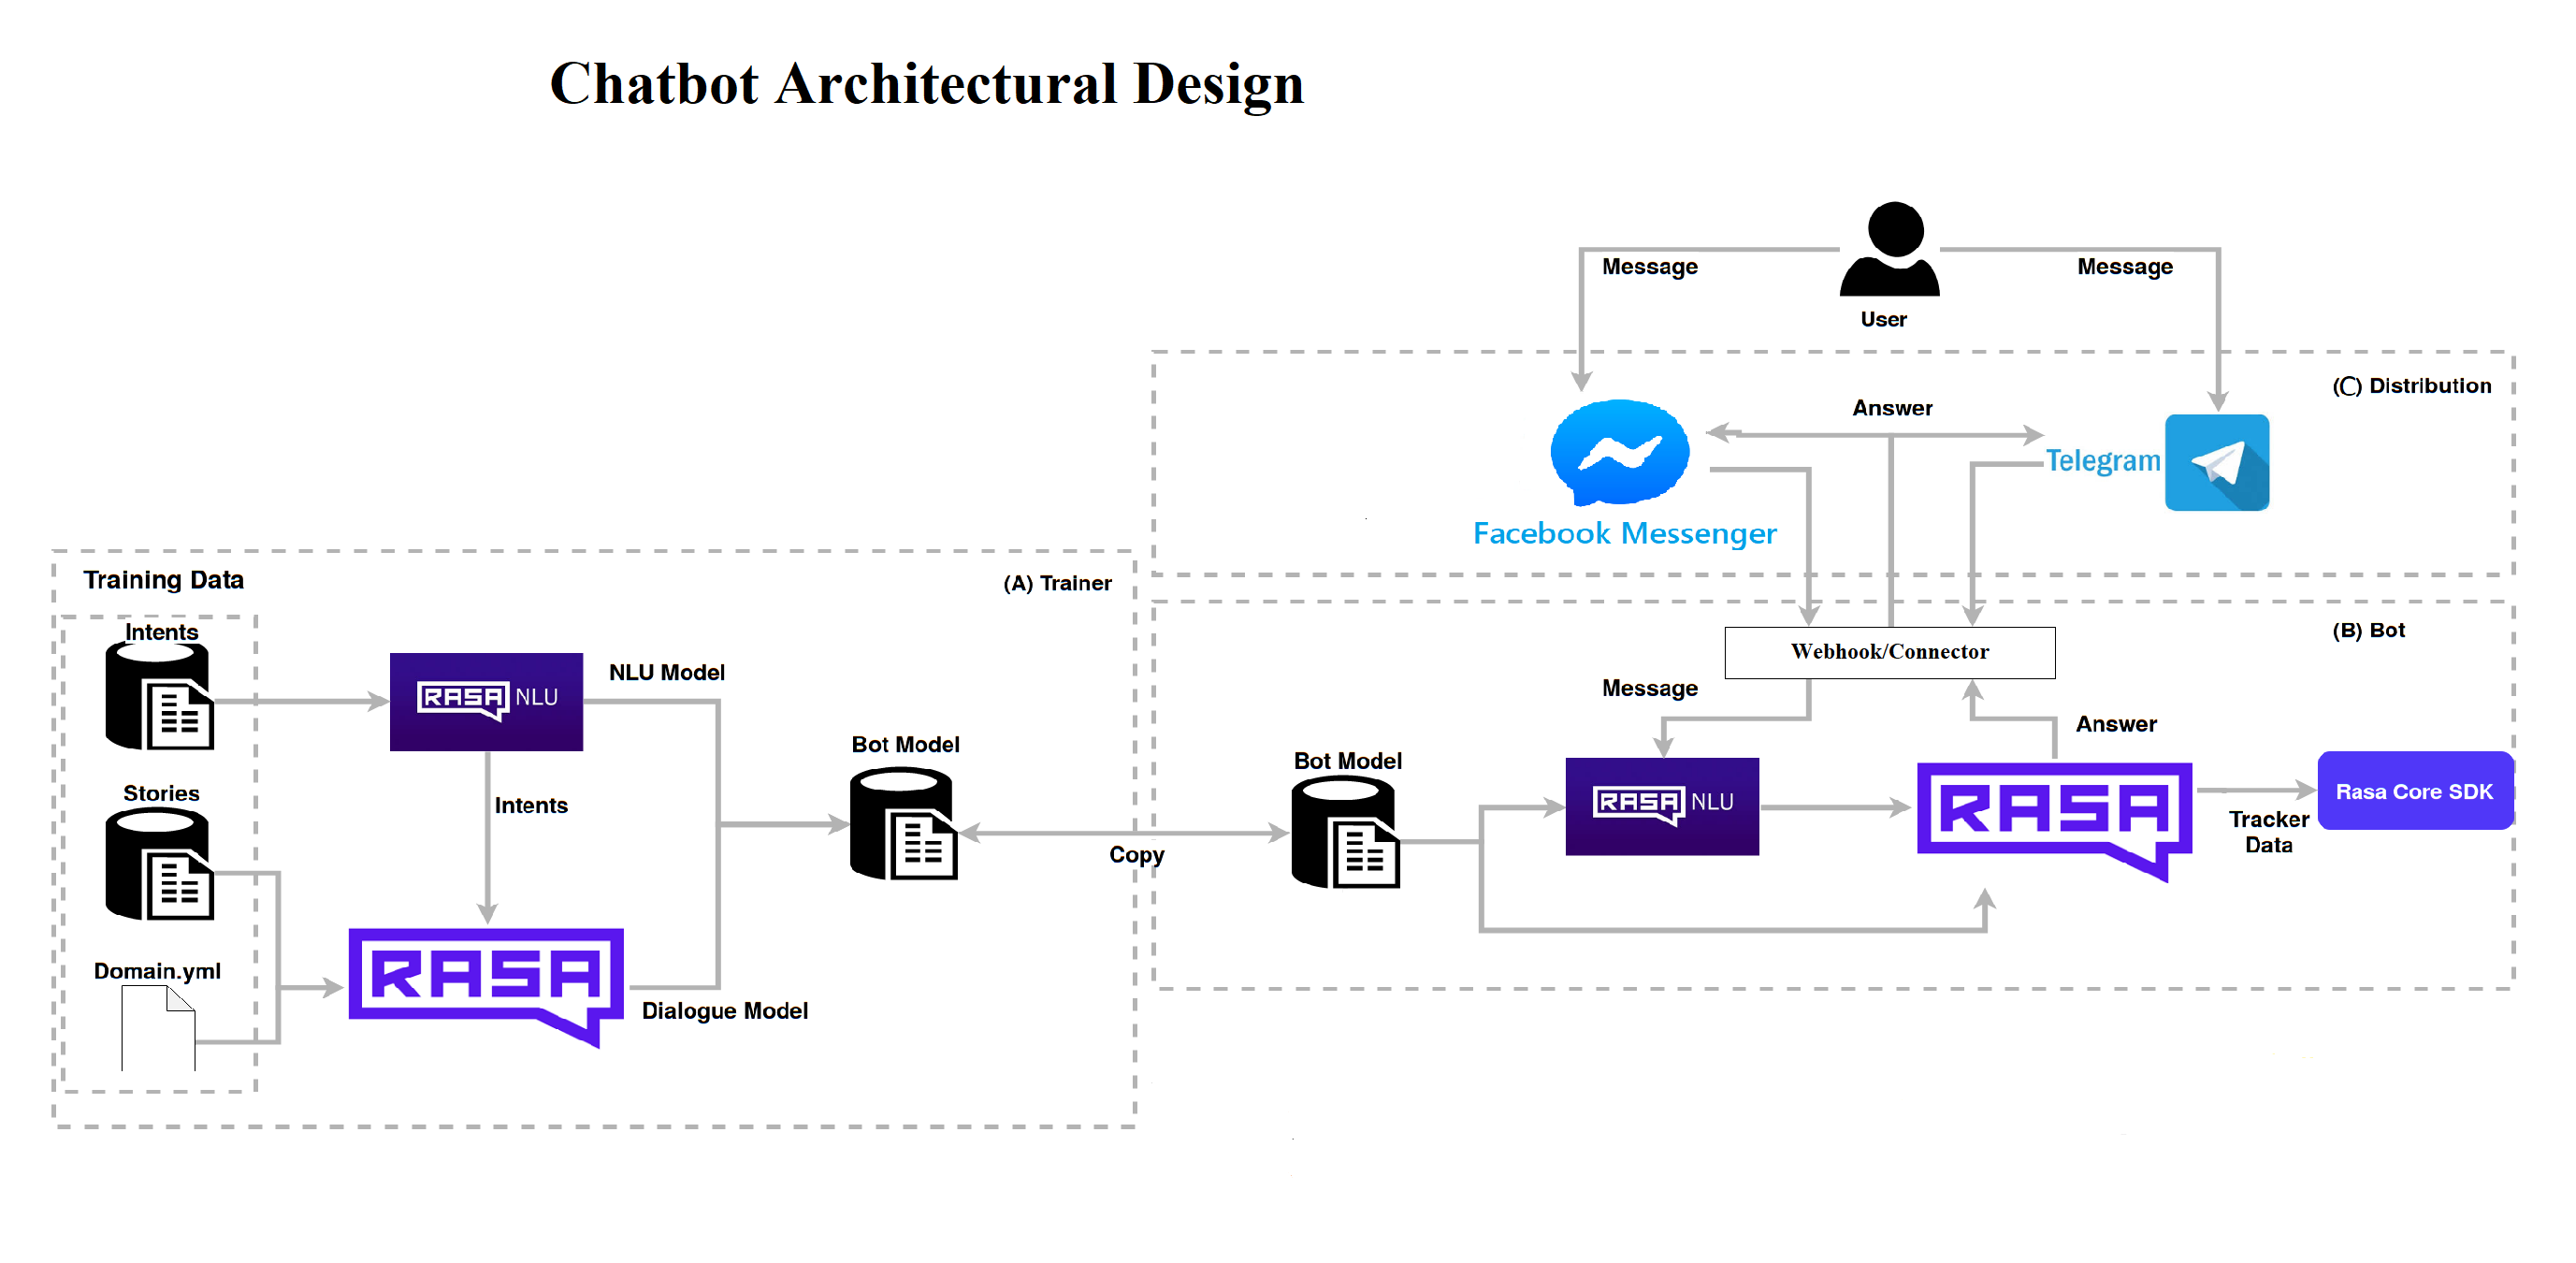 Chatbot Architectural Design
Message
Message
User
(C) Distribution
Answer
Telegram
Facebook Messenger
Training Data
(A) Trainer
Intents
RASA NLU
NLU Model
Stories
Intents
Bot Model
Domain.yml
RASA
Dialogue Model
Copy
(B) Bot
Webhook/Connector
Message
Answer
Bot Model
RASA NLU
RASA
Rasa Core SDK
Tracker
Data